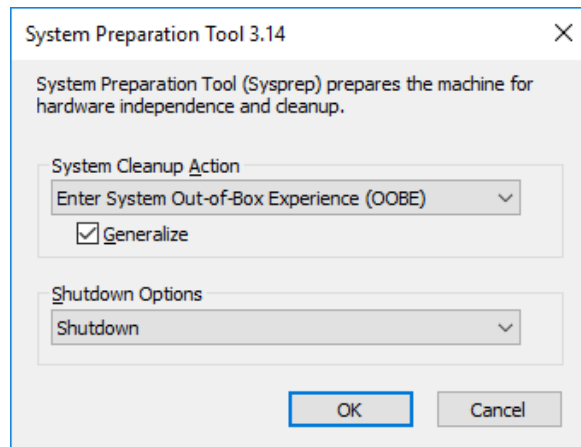 System Preparation Tool 3.14
System Preparation Tool (Sysprep) prepares the machine for
hardware independence and cleanup.
System Cleanup Action
Enter System Out-of-Box Experience (OOBE)
Generalize
Shutdown Options
Shutdown
OK Cancel